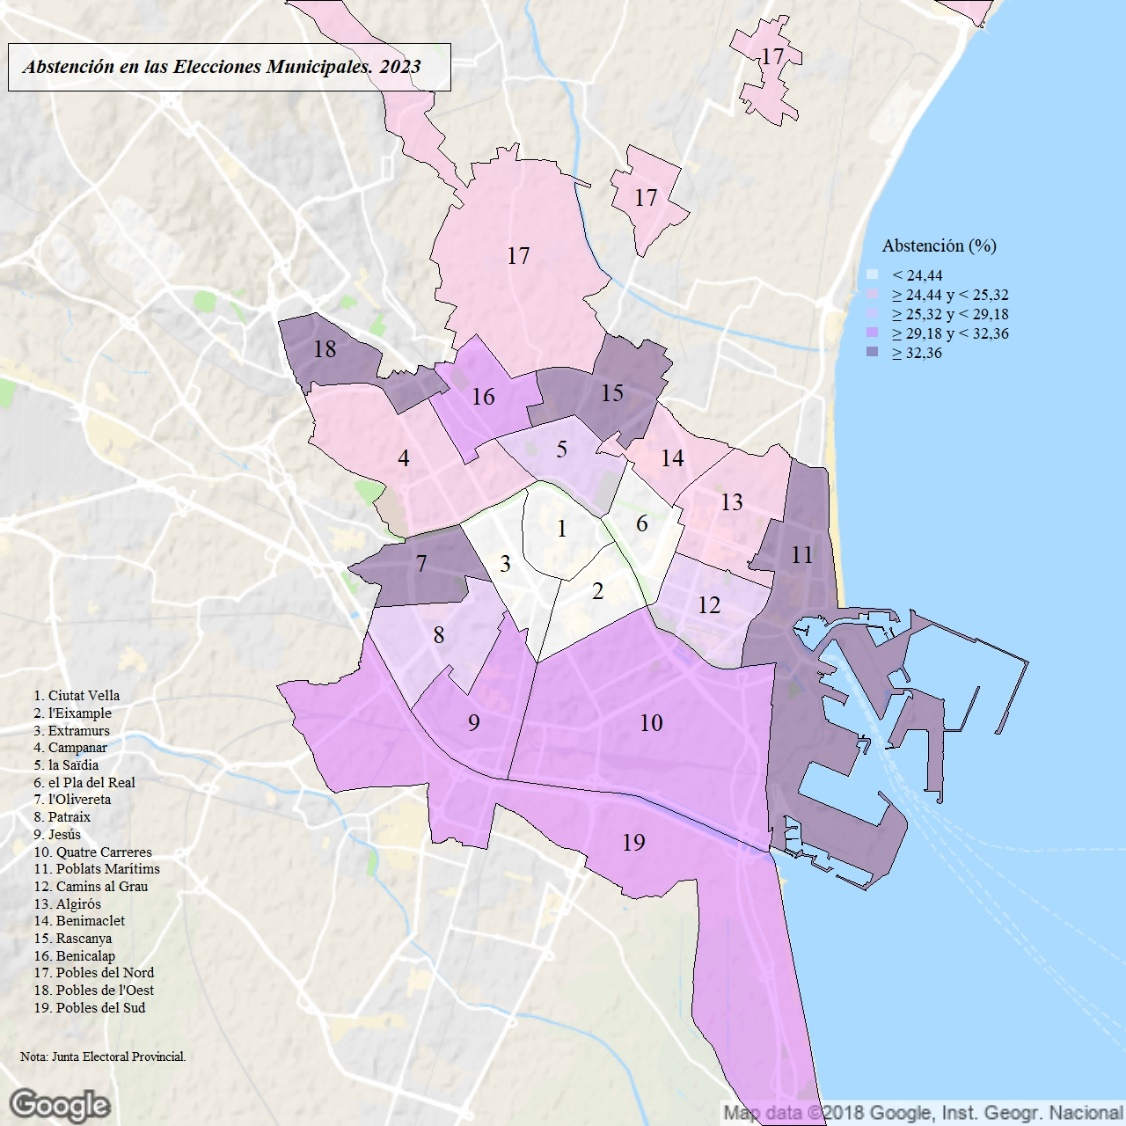 Abstención en las Elecciones Municipales. 2023
17
17
17
Abstención (%)
< 24,44
≥ 24,44 y < 25,32
≥ 25,32 y < 29,18
≥ 29,18 y < 32,36
≥ 32,36
18
16
15
4
5
14
13
6
1
11
7
3
2
12
8
9
10
19
1. Ciutat Vella
2. l'Eixample
3. Extramurs
4. Campanar
5. la Saïdia
6. el Pla del Real
7. l'Olivereta
8. Patraix
9. Jesús
10. Quatre Carreres
11. Poblats Marítims
12. Camins al Grau
13. Algirós
14. Benimaclet
15. Rascanya
16. Benicalap
17. Pobles del Nord
18. Pobles de l'Oest
19. Pobles del Sud
Nota: Junta Electoral Provincial.
Google
Map data ©2018 Google, Inst. Geogr. Nacional